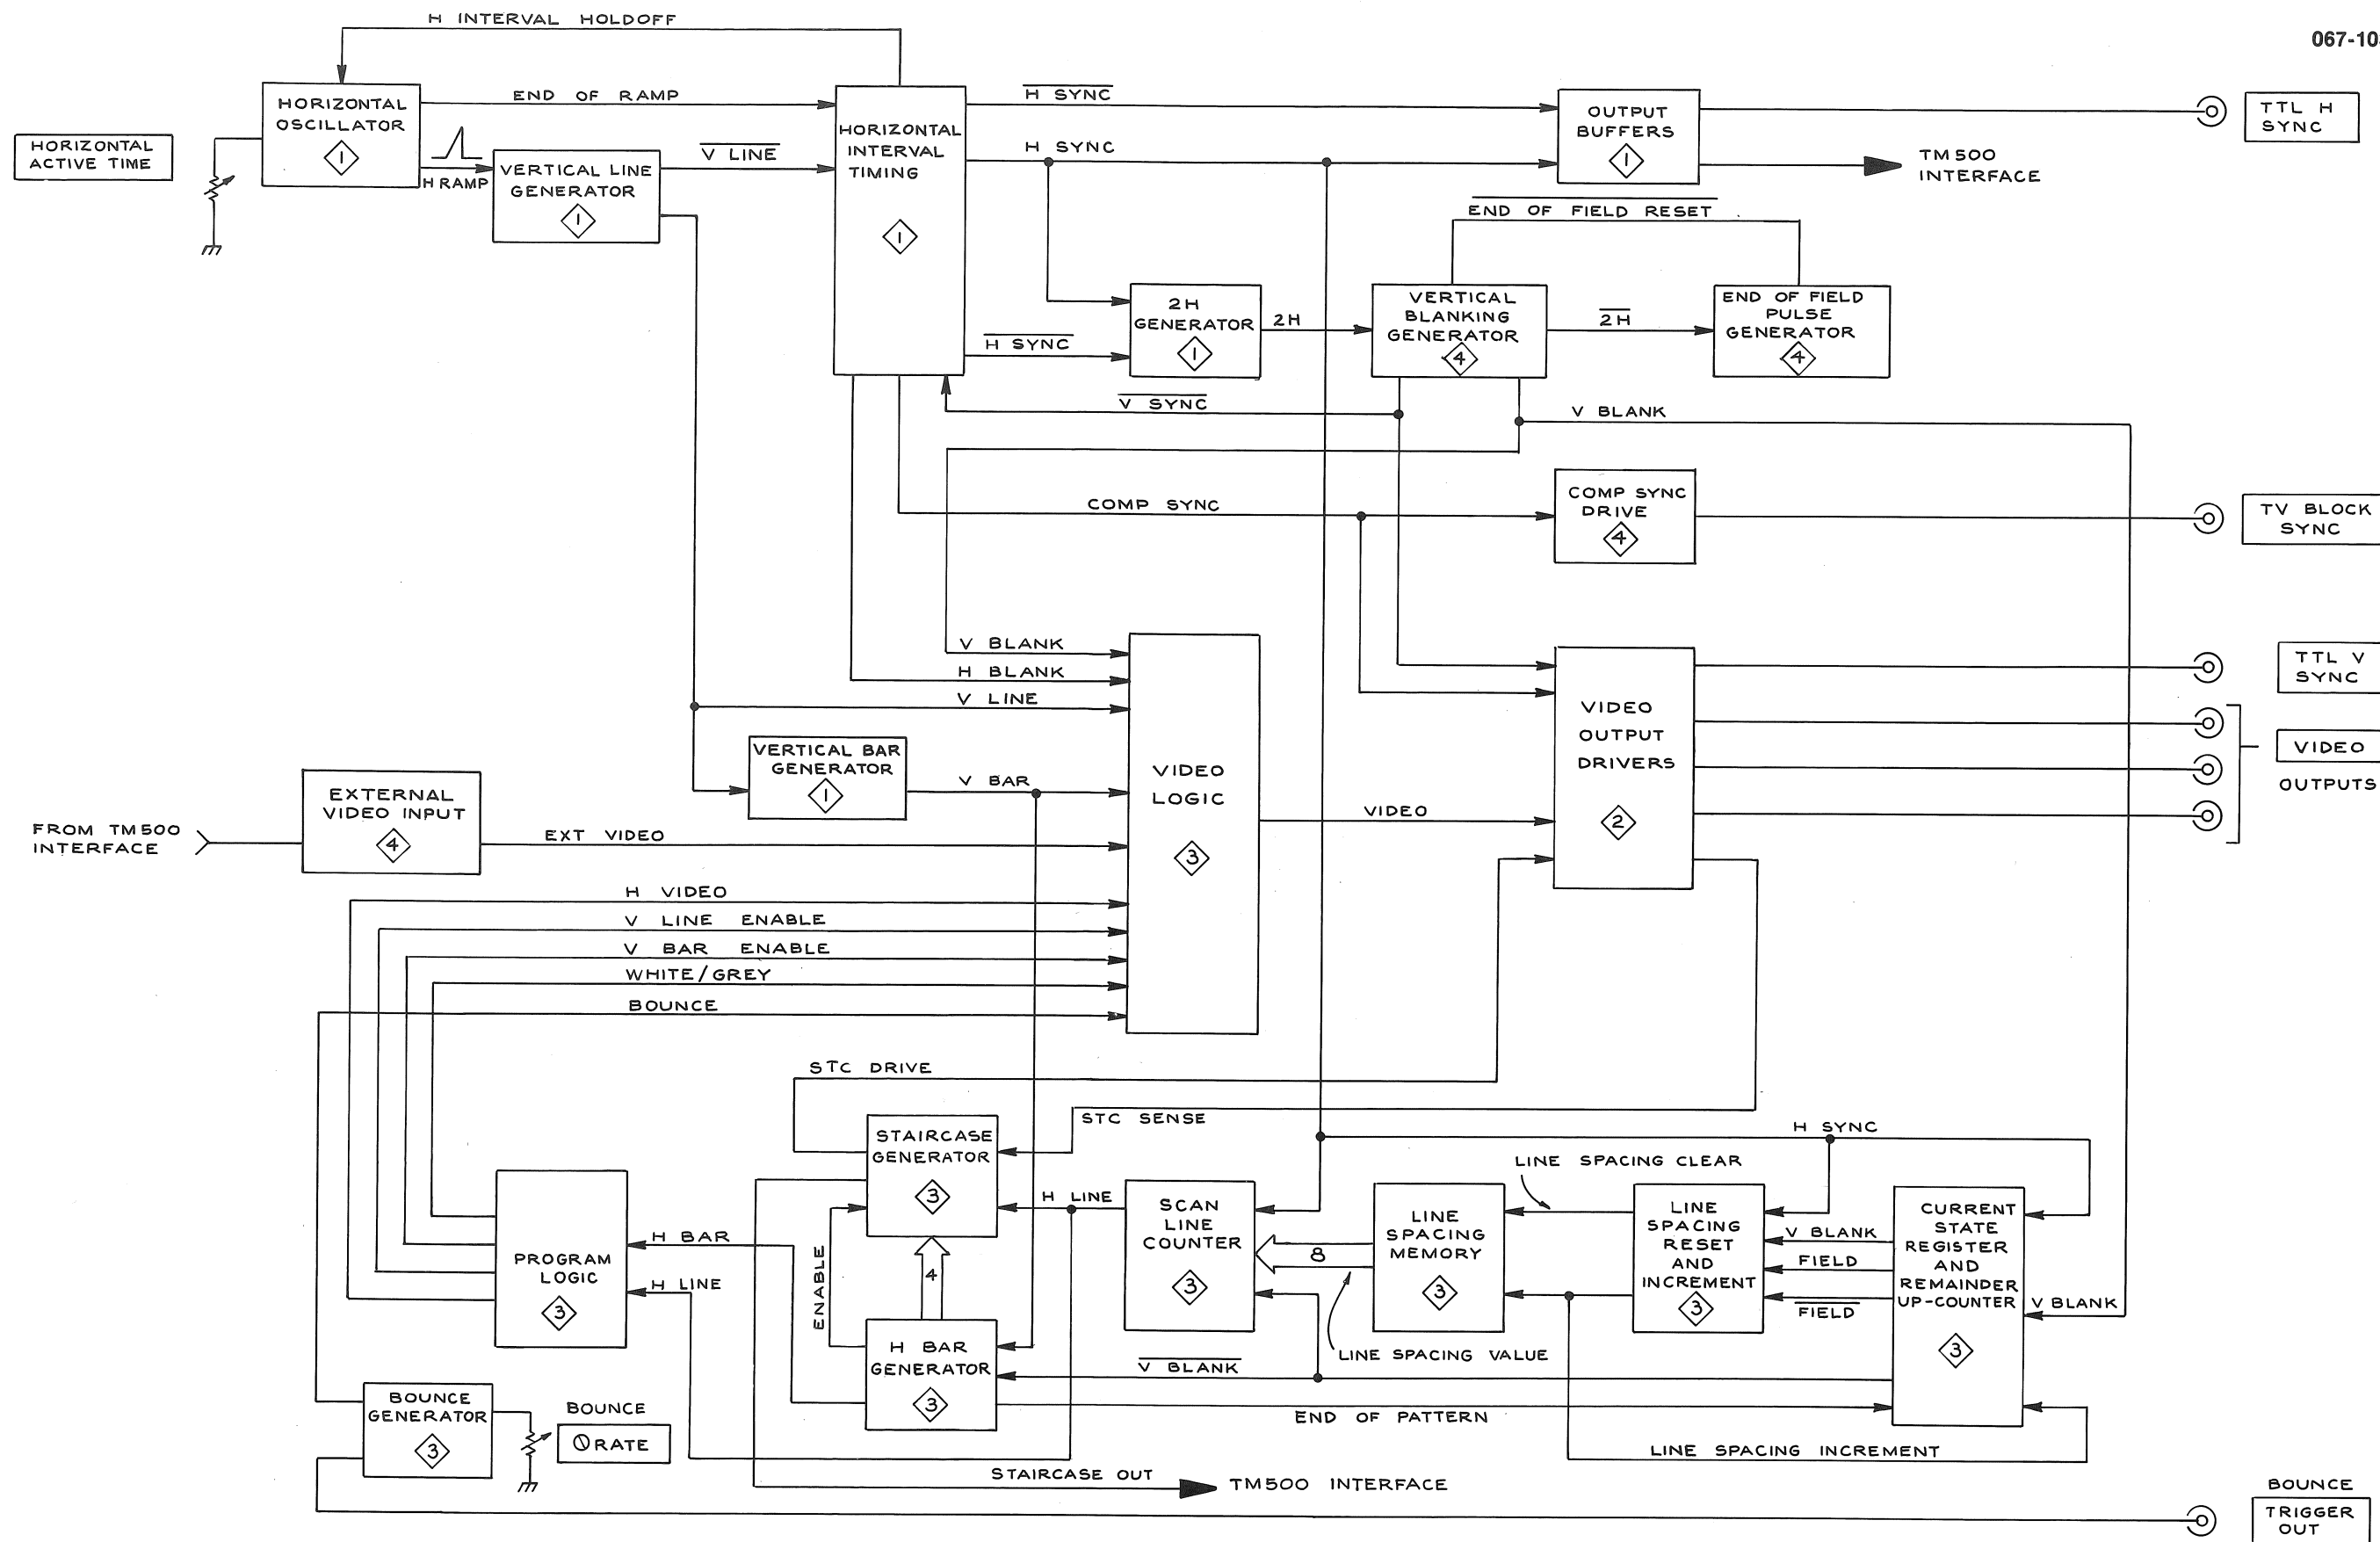 H INTERVAL HOLDOFF
067-10
HORIZONTAL
OSCILLATOR
1
END OF RAMP
H RAMP
HORIZONTAL
ACTIVE TIME
VERTICAL LINE
GENERATOR
1
V LINE
HORIZONTAL
INTERVAL
TIMING
1
H SYNC
H SYNC
OUTPUT
BUFFERS
1
TTL H
SYNC
TM500
INTERFACE
END OF FIELD RESET
2H
GENERATOR
1
H SYNC
2H
VERTICAL
BLANKING
GENERATOR
4
2H
END OF FIELD
PULSE
GENERATOR
4
V SYNC
V BLANK
COMP SYNC
COMP SYNC
DRIVE
4
TV BLOCK
SYNC
V BLANK
H BLANK
V LINE
VERTICAL BAR
GENERATOR
1
V BAR
VIDEO
LOGIC
3
VIDEO
VIDEO
OUTPUT
DRIVERS
2
TTL V
SYNC
VIDEO
OUTPUTS
FROM TM500
INTERFACE
EXTERNAL
VIDEO INPUT
4
EXT VIDEO
H VIDEO
V LINE ENABLE
V BAR ENABLE
WHITE/GREY
BOUNCE
STC DRIVE
STC SENSE
STAIRCASE
GENERATOR
3
H LINE
SCAN
LINE
COUNTER
3
8
LINE SPACING CLEAR
LINE
SPACING
MEMORY
3
LINE SPACING VALUE
H SYNC
LINE
SPACING
RESET
AND
INCREMENT
3
V BLANK
FIELD
FIELD
CURRENT
STATE
REGISTER
AND
REMAINDER
UP-COUNTER
3
V BLANK
PROGRAM
LOGIC
3
H BAR
H LINE
ENABLE
4
H BAR
GENERATOR
3
V BLANK
END OF PATTERN
LINE SPACING INCREMENT
BOUNCE
GENERATOR
3
BOUNCE
RATE
STAIRCASE OUT
TM500 INTERFACE
BOUNCE
TRIGGER
OUT